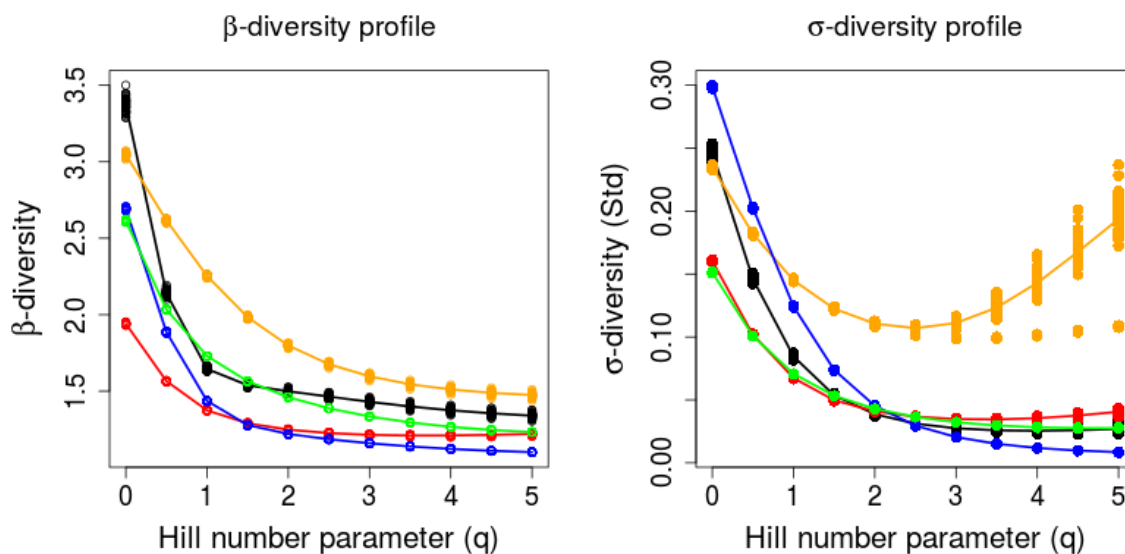 β-diversity profile
β-diversity
3.5
3.0
2.5
2.0
1.5
0 1 2 3 4 5
Hill number parameter (q)
σ-diversity profile
σ-diversity (Std)
0.30
0.20
0.10
0.00
0 1 2 3 4 5
Hill number parameter (q)